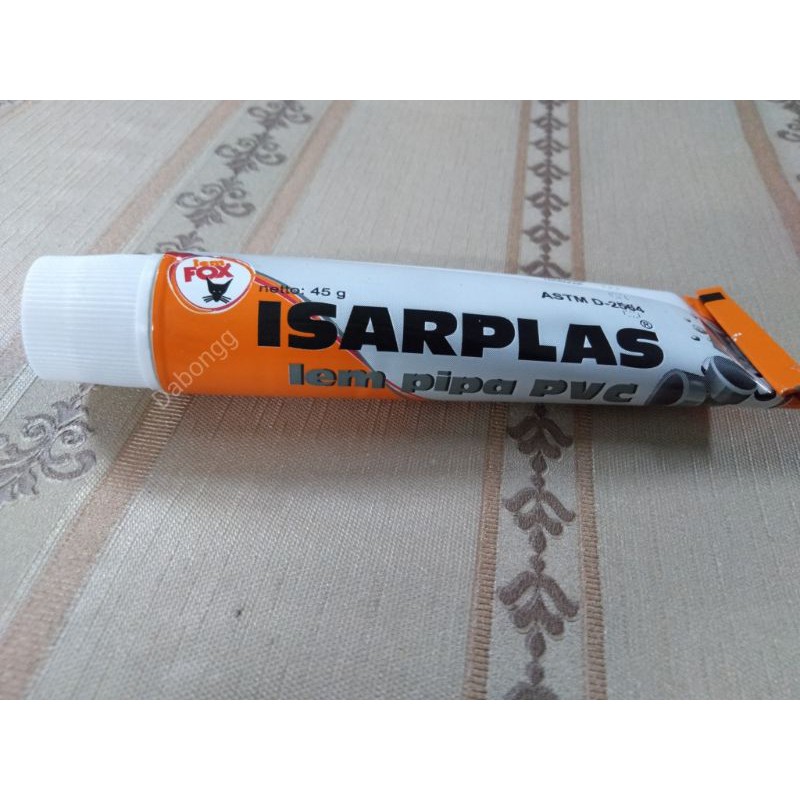 lem
FOX
netto: 45 g
ASTM D-2564
ISARPLAS®
lem pipa PVC
Dabongg